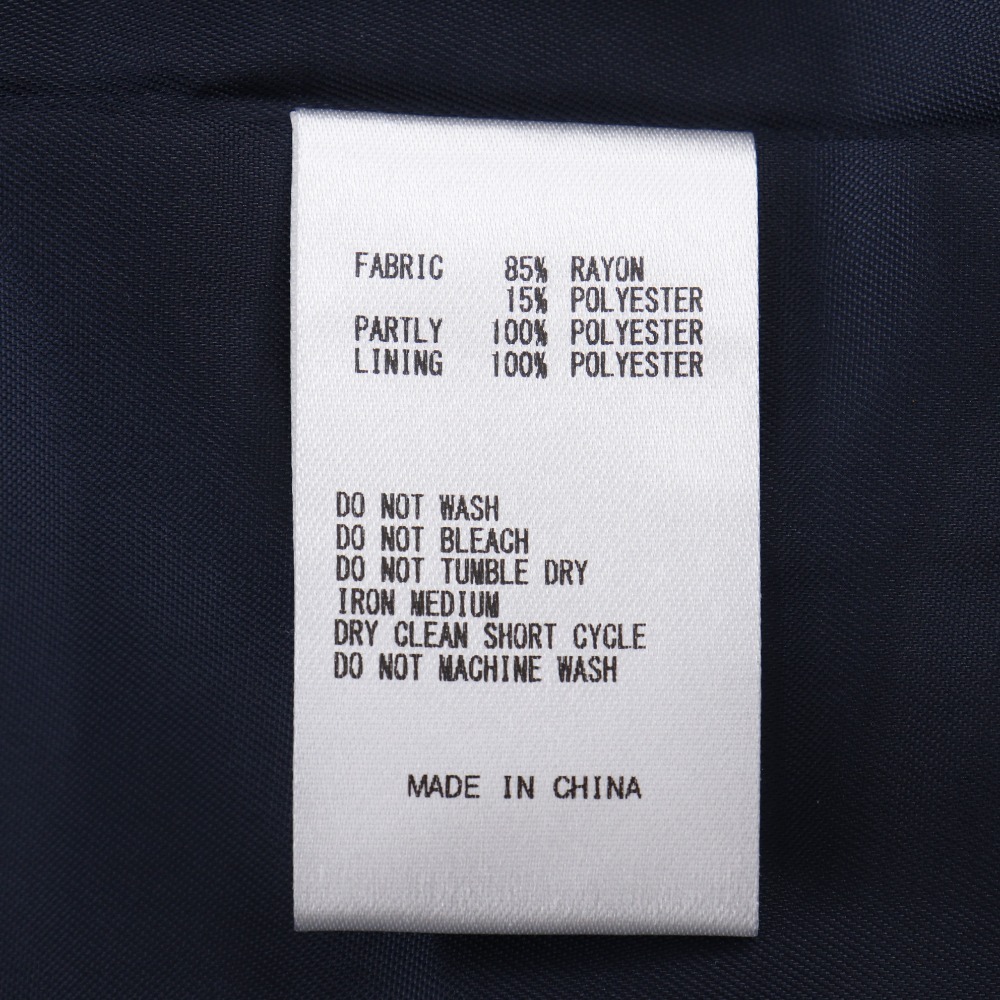 FABRIC 85% RAYON
15% POLYESTER
PARTLY 100% POLYESTER
LINING 100% POLYESTER
DO NOT WASH
DO NOT BLEACH
DO NOT TUMBLE DRY
IRON MEDIUM
DRY CLEAN SHORT CYCLE
DO NOT MACHINE WASH
MADE IN CHINA